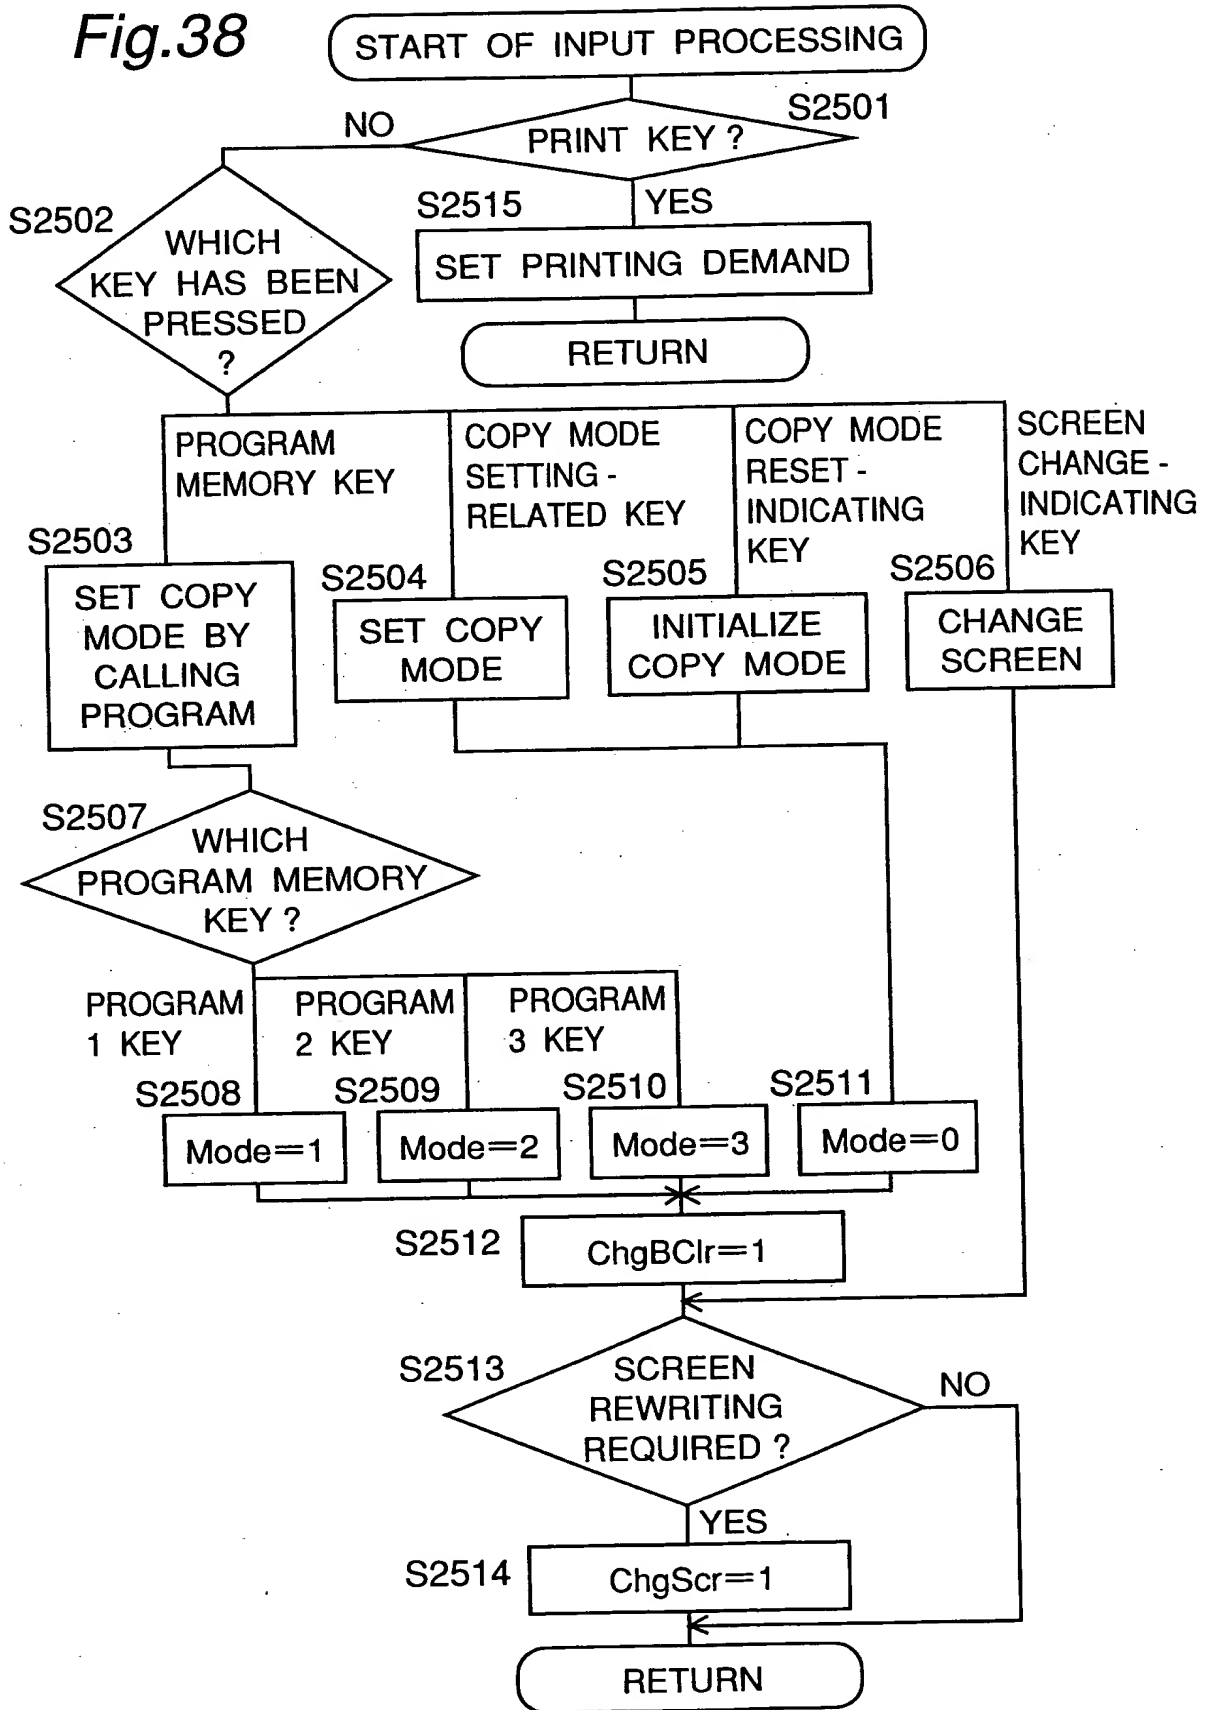 Fig.38
START OF INPUT PROCESSING
S2501
NO
PRINT KEY ?
S2502
S2515
YES
WHICH
KEY HAS BEEN
PRESSED
?
SET PRINTING DEMAND
RETURN
PROGRAM
MEMORY KEY
COPY MODE
SETTING -
RELATED KEY
COPY MODE
RESET -
INDICATING
KEY
SCREEN
CHANGE -
INDICATING
KEY
S2503
SET COPY
MODE BY
CALLING
PROGRAM
S2504
SET COPY
MODE
S2505
INITIALIZE
COPY MODE
S2506
CHANGE
SCREEN
S2507
WHICH
PROGRAM MEMORY
KEY ?
PROGRAM
1 KEY
PROGRAM
2 KEY
PROGRAM
3 KEY
S2508
Mode=1
S2509
Mode=2
S2510
Mode=3
S2511
Mode=0
S2512
ChgBClr=1
S2513
SCREEN
REWRITING
REQUIRED ?
NO
YES
S2514
ChgScr=1
RETURN